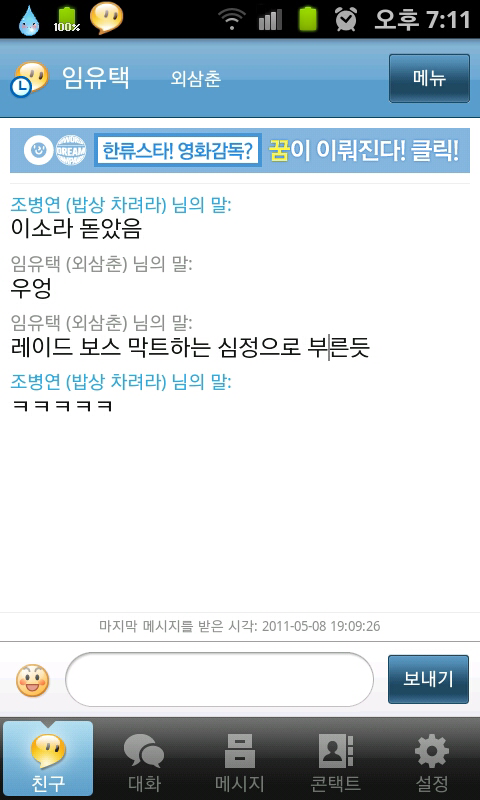 100%
오후 7:11
임유택 외삼춘
메뉴
WORLD DREAM 한류스타! 영화감독? 꿈이 이뤄진다! 클릭!
조병연 (밥상 차려라) 님의 말:
이소라 돋았음
임유택 (외삼춘) 님의 말:
우엉
임유택 (외삼춘) 님의 말:
레이드 보스 막트하는 심정으로 부른듯
조병연 (밥상 차려라) 님의 말:
ㅋㅋㅋㅋㅋ
마지막 메시지를 받은 시각: 2011-05-08 19:09:26
보내기
친구 대화 메시지 콘택트 설정